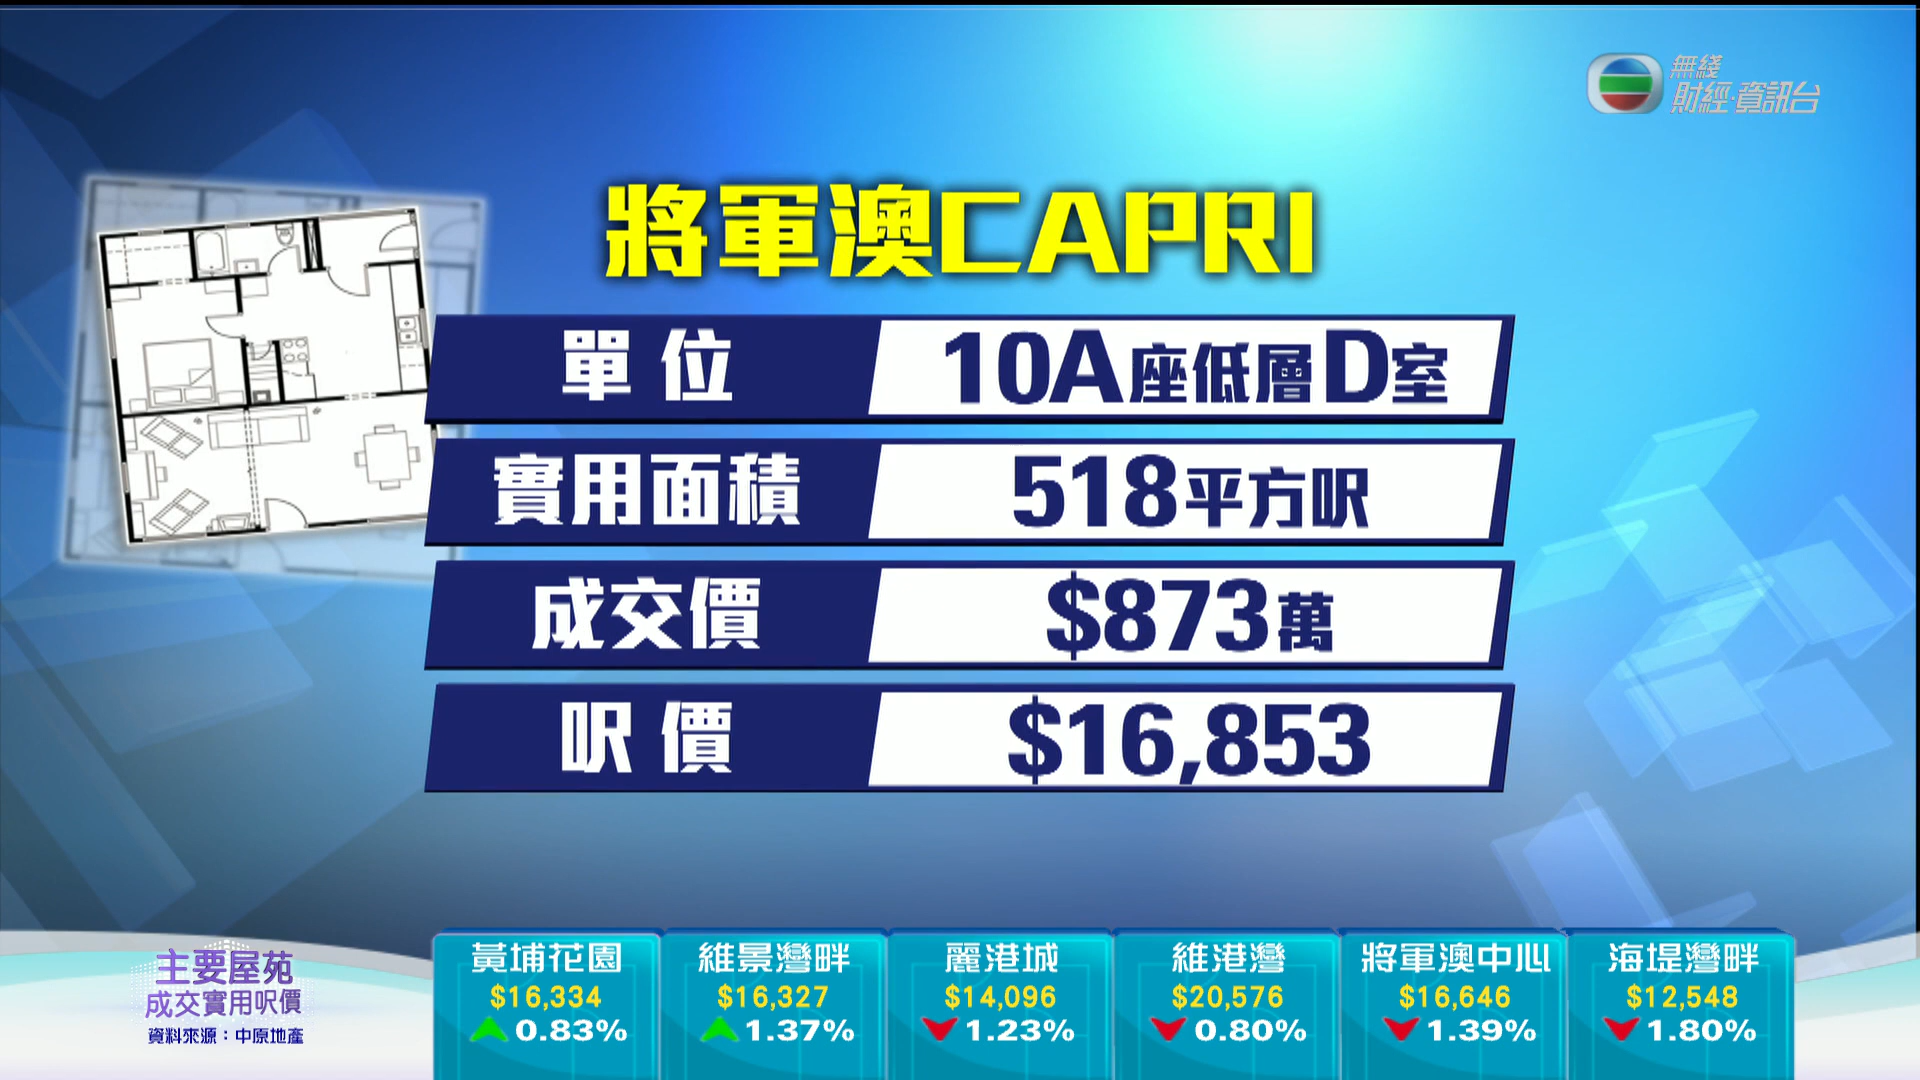 無綫
財經·資訊台
將軍澳CAPRI
單位 10A座低層D室
實用面積 518平方呎
成交價 $873萬
呎價 $16,853
主要屋苑
成交實用呎價
資料來源：中原地產
黃埔花園 維景灣畔 麗港城 維港灣 將軍澳中心 海堤灣畔
$16,334 $16,327 $14,096 $20,576 $16,646 $12,548
0.83% 1.37% 1.23% 0.80% 1.39% 1.80%